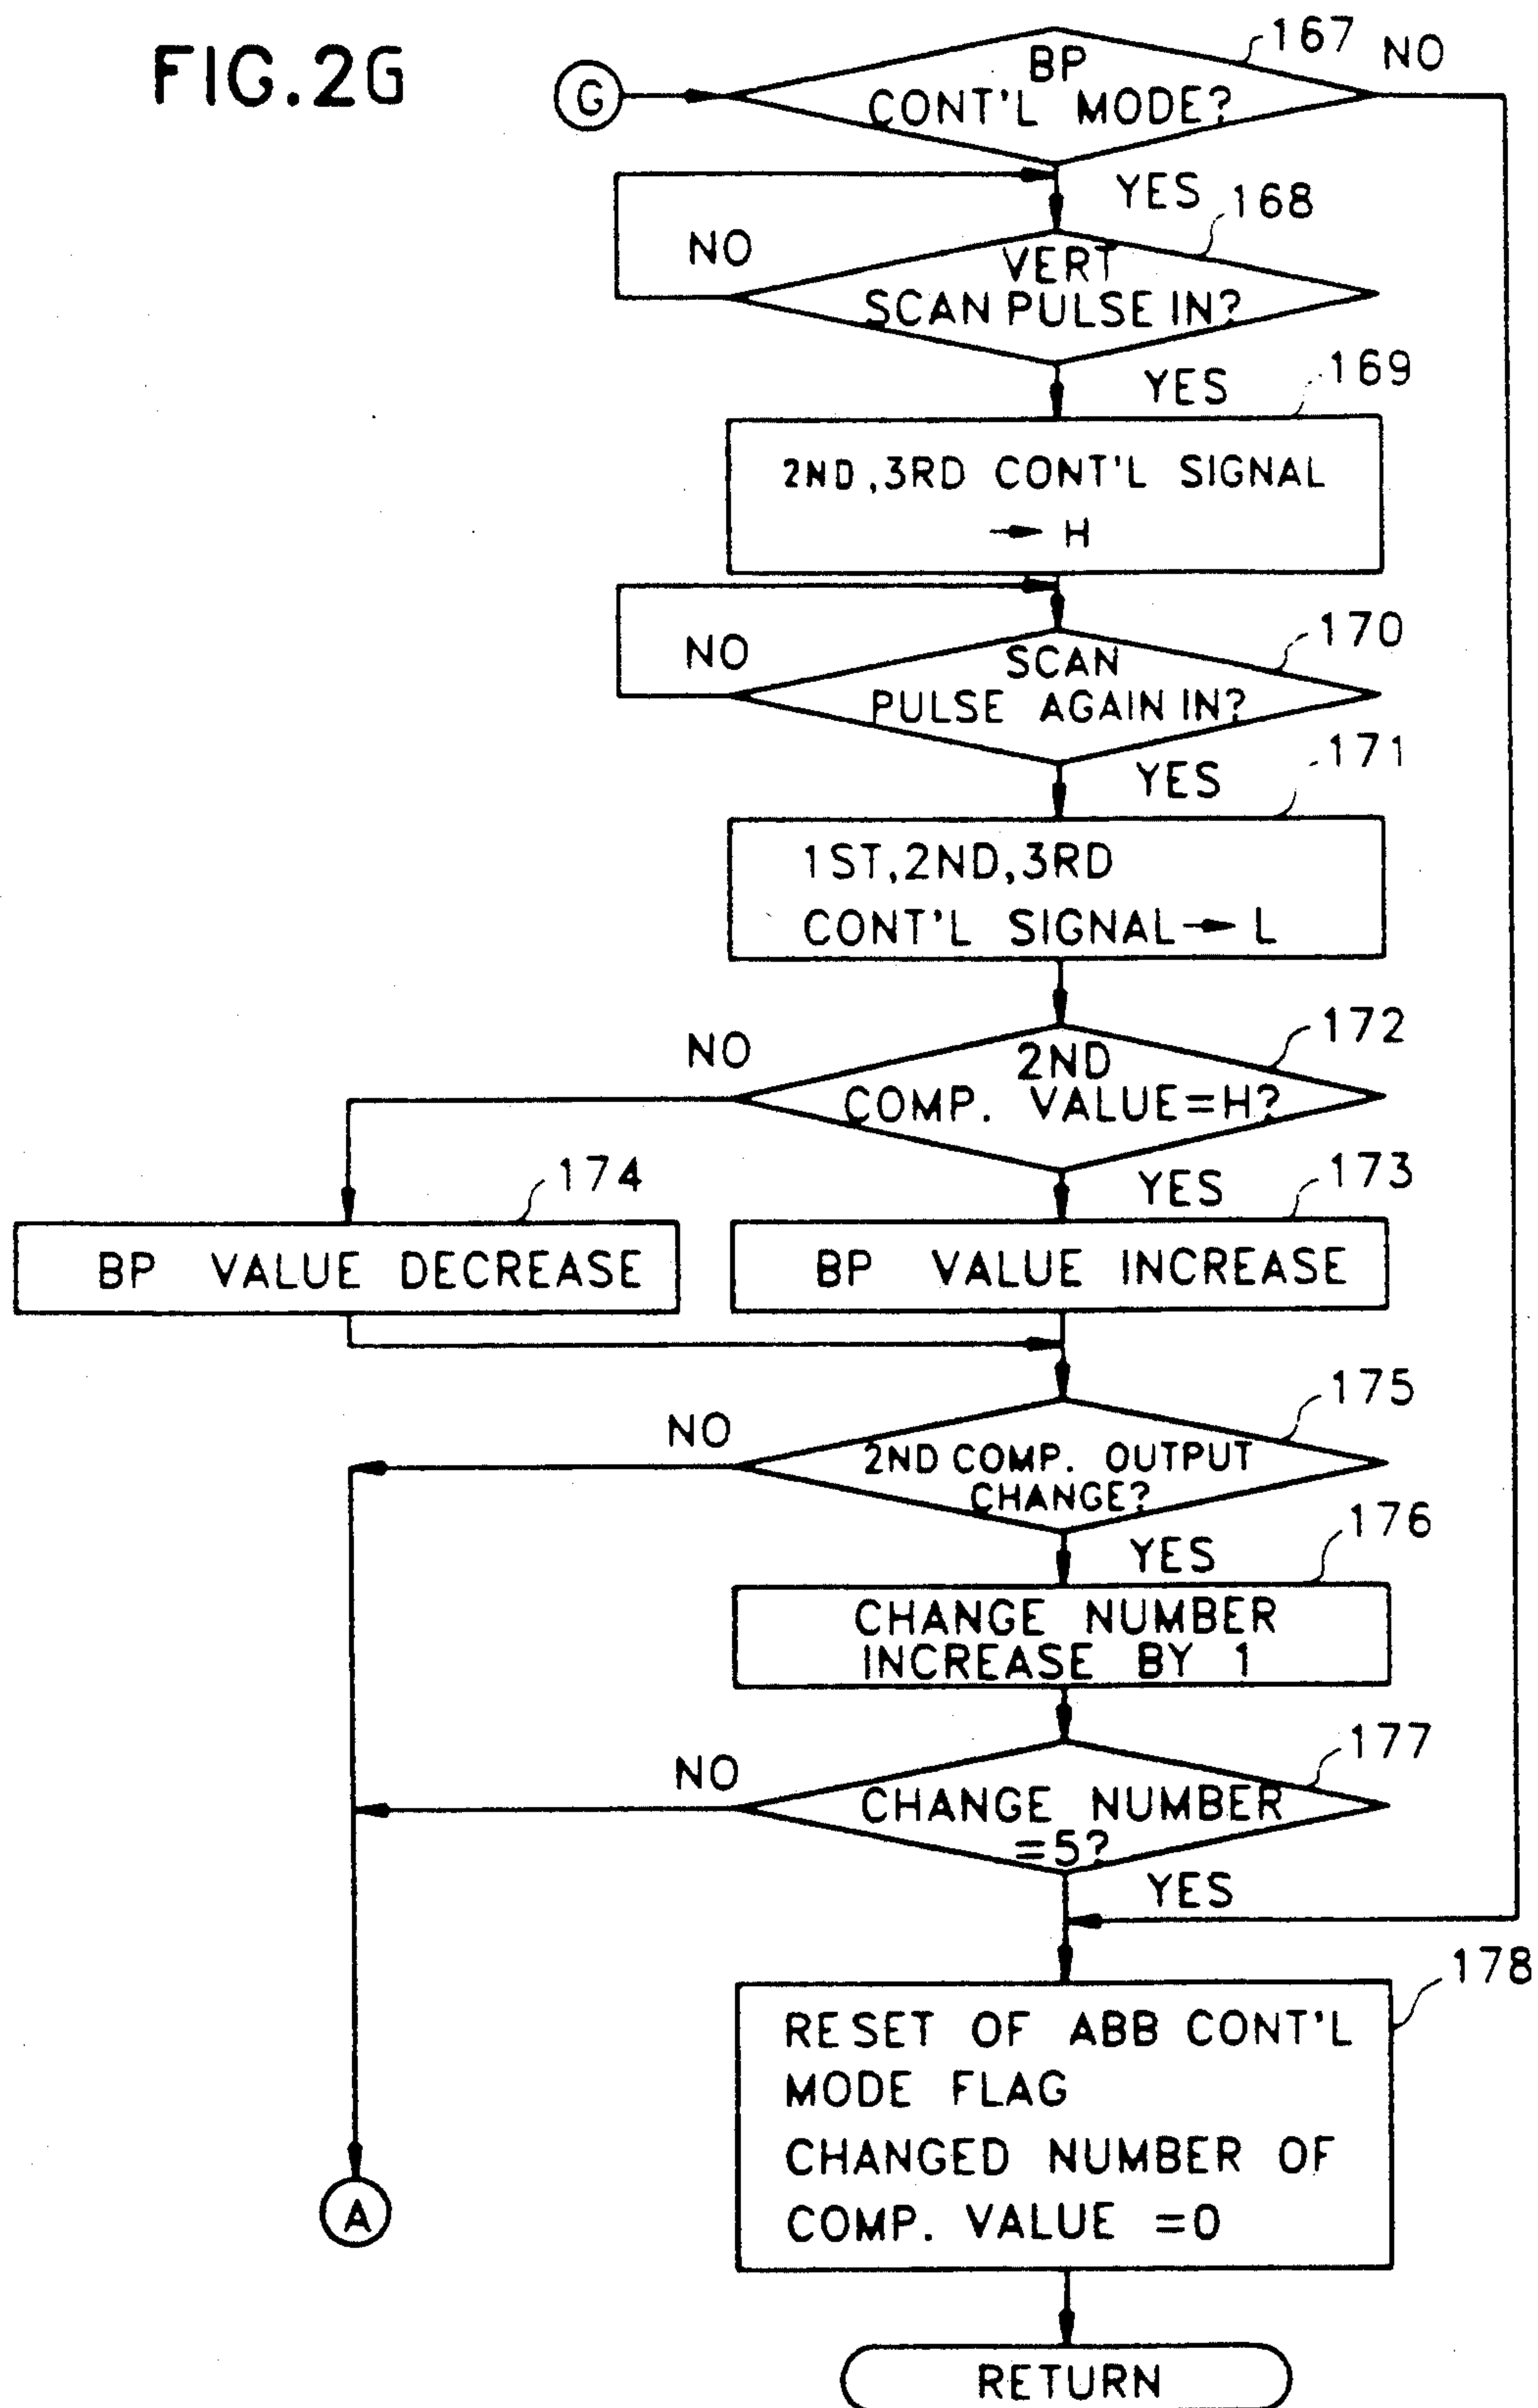 FIG.2G
G
BP
CONT'L MODE?
167
NO
YES
168
NO
VERT
SCAN PULSE IN?
YES
169
2ND,3RD CONT'L SIGNAL
→ H
170
NO
SCAN
PULSE AGAIN IN?
YES
171
1ST,2ND,3RD
CONT'L SIGNAL → L
172
NO
2ND
COMP. VALUE=H?
YES
173
174
BP VALUE DECREASE
BP VALUE INCREASE
175
NO
2ND COMP. OUTPUT
CHANGE?
YES
176
CHANGE NUMBER
INCREASE BY 1
177
NO
CHANGE NUMBER
=5?
YES
178
RESET OF ABB CONT'L
MODE FLAG
CHANGED NUMBER OF
COMP. VALUE =0
A
RETURN